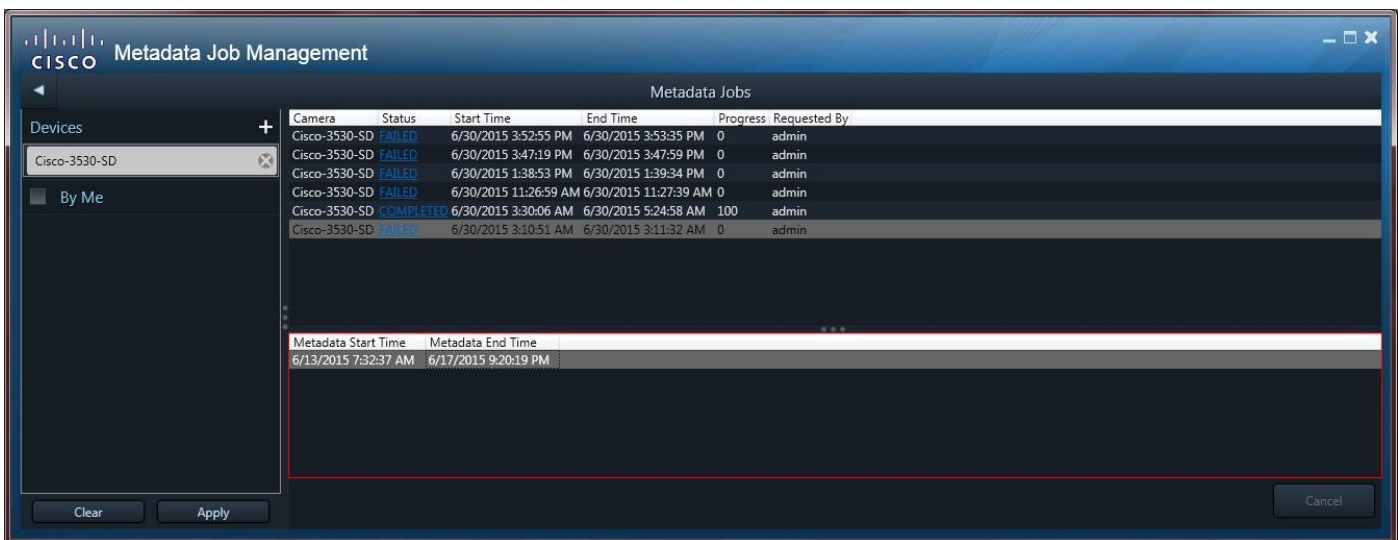 CISCO Metadata Job Management
Metadata Jobs
Devices +
Cisco-3530-SD
By Me
Camera Status Start Time End Time Progress Requested By
Cisco-3530-SD FAILED 6/30/2015 3:52:55 PM 6/30/2015 3:53:35 PM 0 admin
Cisco-3530-SD FAILED 6/30/2015 3:47:19 PM 6/30/2015 3:47:59 PM 0 admin
Cisco-3530-SD FAILED 6/30/2015 1:38:53 PM 6/30/2015 1:39:34 PM 0 admin
Cisco-3530-SD FAILED 6/30/2015 11:26:59 AM 6/30/2015 11:27:39 AM 0 admin
Cisco-3530-SD COMPLETED 6/30/2015 3:30:06 AM 6/30/2015 5:24:58 AM 100 admin
Cisco-3530-SD FAILED 6/30/2015 3:10:51 AM 6/30/2015 3:11:32 AM 0 admin
Metadata Start Time Metadata End Time
6/13/2015 7:32:37 AM 6/17/2015 9:20:19 PM
Clear Apply
Cancel